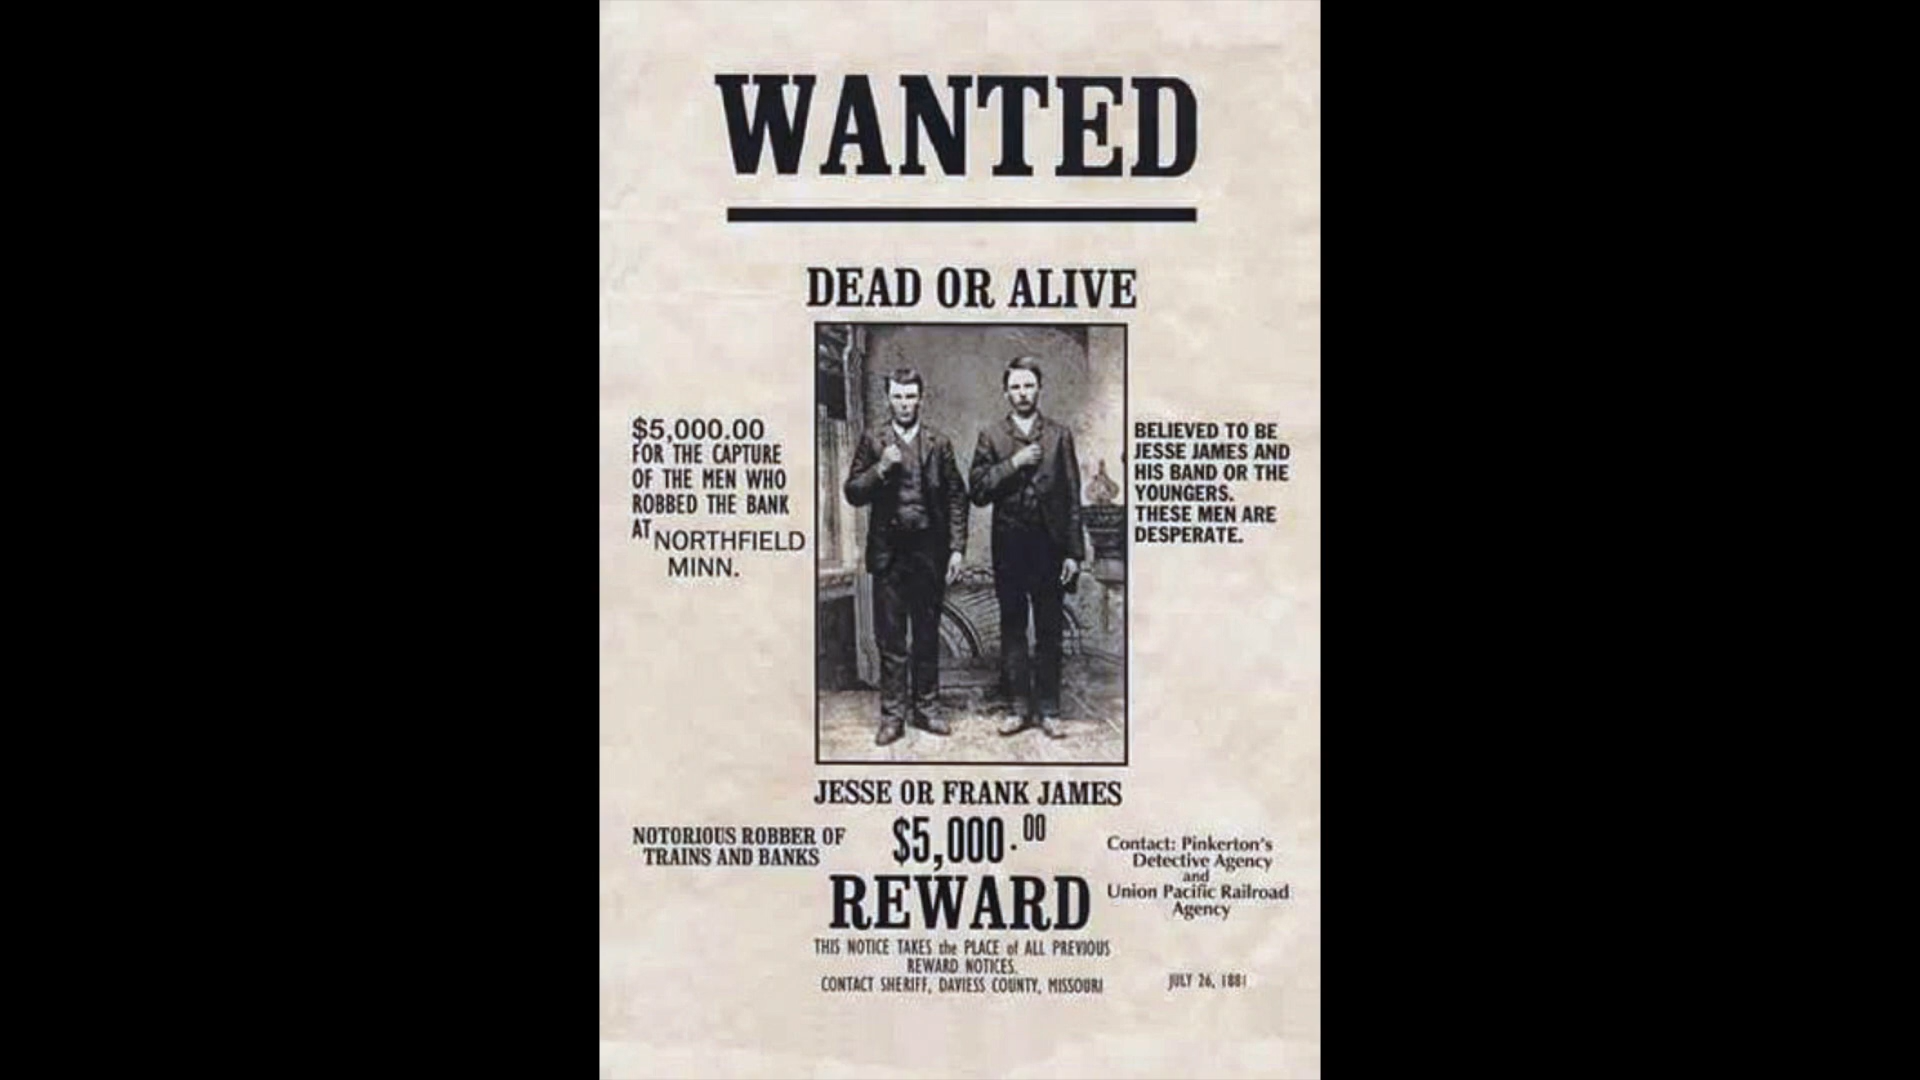 WANTED
DEAD OR ALIVE
$5,000.00
FOR THE CAPTURE
OF THE MEN WHO
ROBBED THE BANK
AT NORTHFIELD
MINN.
BELIEVED TO BE
JESSE JAMES AND
HIS BAND OR THE
YOUNGERS.
THESE MEN ARE
DESPERATE.
JESSE OR FRANK JAMES
NOTORIOUS ROBBER OF
TRAINS AND BANKS
$5,000.00
REWARD
Contact: Pinkerton's
Detective Agency
and
Union Pacific Railroad
Agency
THIS NOTICE TAKES the PLACE of ALL PREVIOUS
REWARD NOTICES.
CONTACT SHERIFF, DAVIESS COUNTY, MISSOURI
JULY 26, 1881